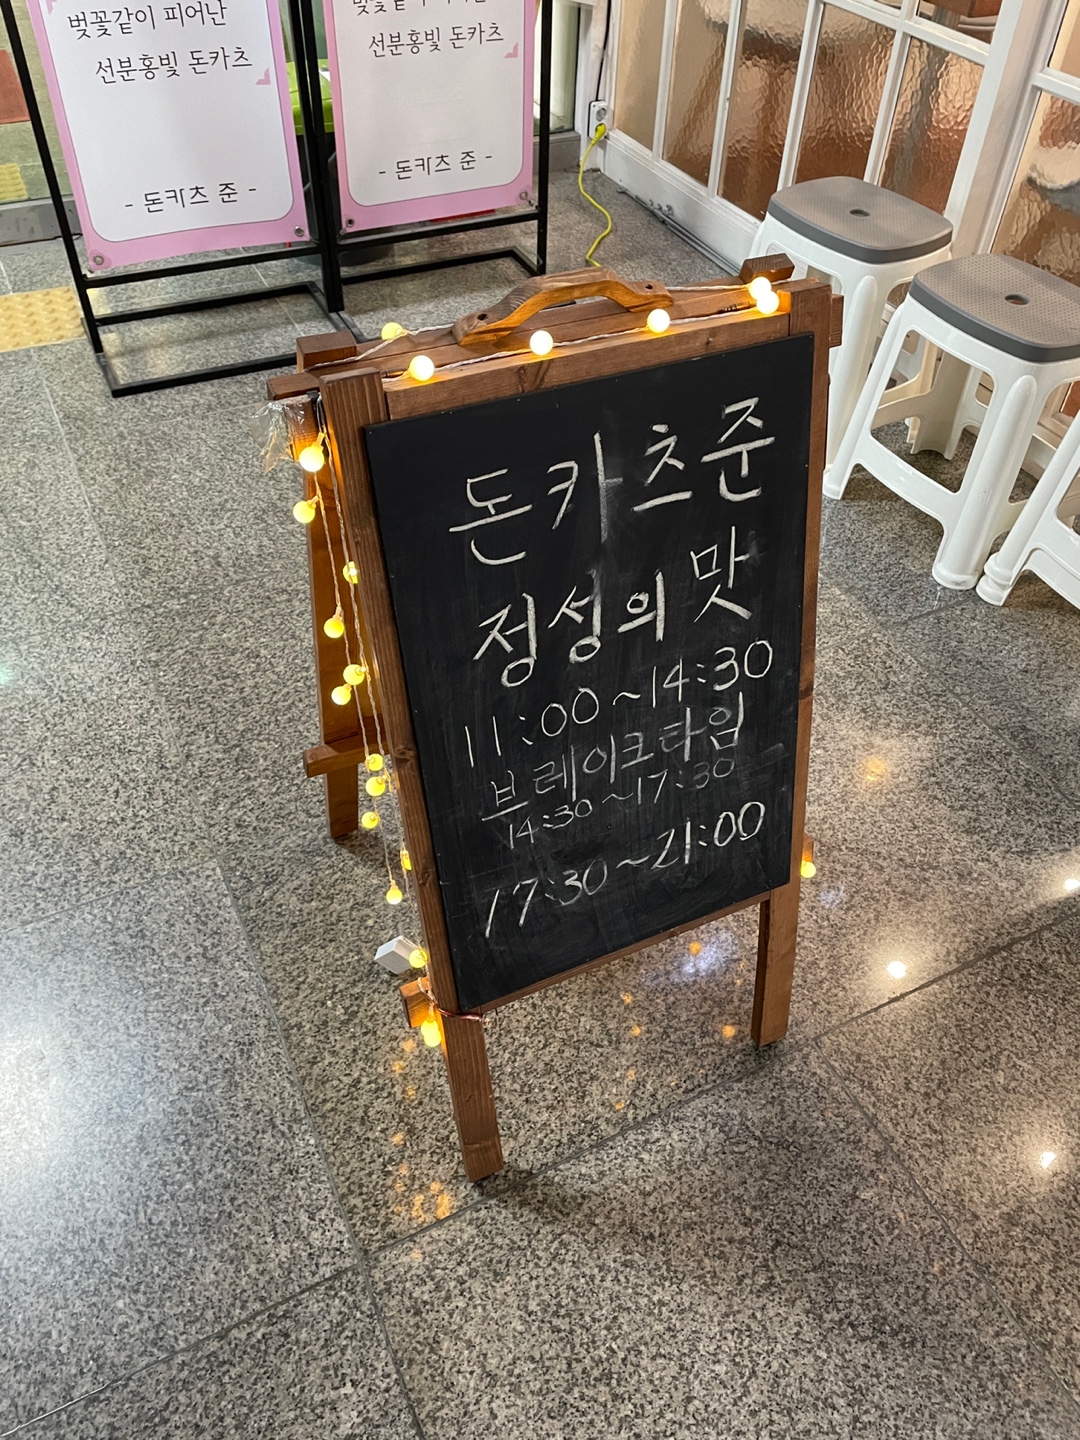 벚꽃같이 피어난
선분홍빛 돈카츠
- 돈카츠 준 -
선분홍빛 돈카츠
- 돈카츠 준 -
돈카츠준
정성의 맛
11:00 ~ 14:30
브레이크타임
14:30 ~ 17:30
17:30 ~ 21:00